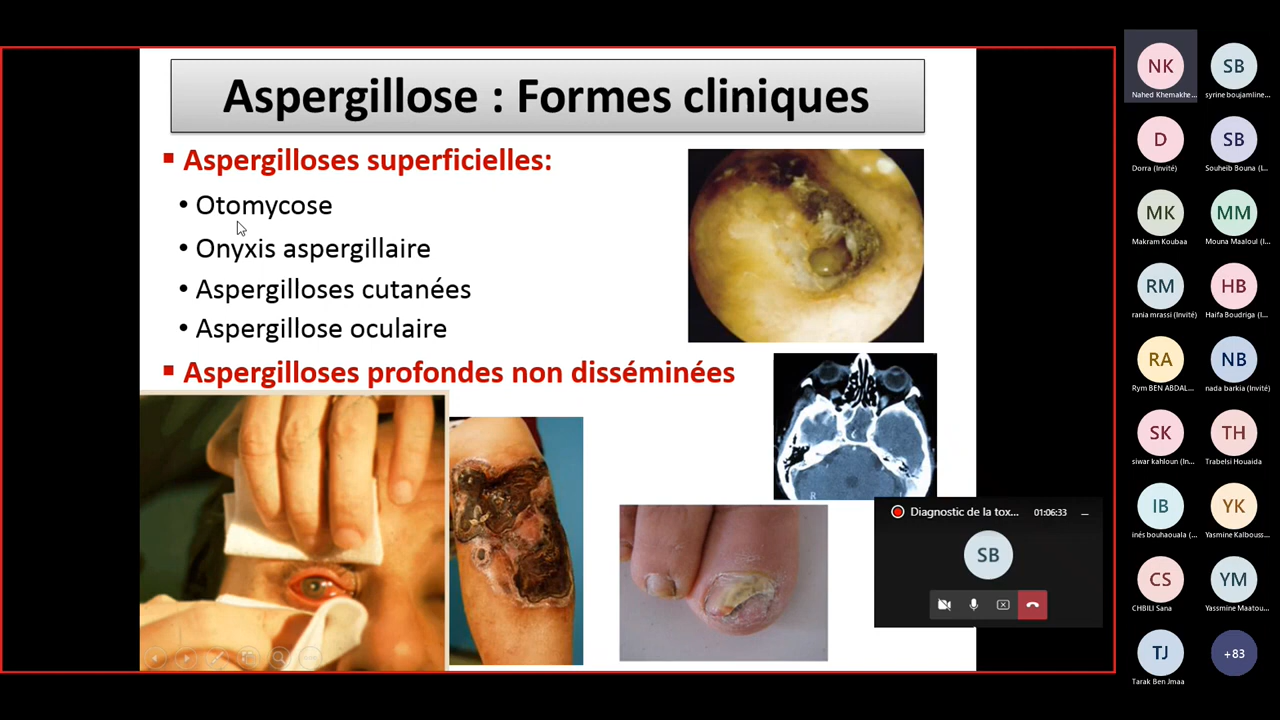 Aspergillose : Formes cliniques
Aspergilloses superficielles:
• Otomycose
• Onyxis aspergillaire
• Aspergilloses cutanées
• Aspergillose oculaire
Aspergilloses profondes non disséminées
R
Diagnostic de la tox... 01:06:33
SB
NK
Nahed Khemakhe...
SB
syrine boujamline...
D
Dorra (Invité)
SB
Souheib Bouna (I...
MK
Makram Koubaa
MM
Mouna Maaloul (I...
RM
rania mrassi (Invité)
HB
Haifa Boudriga (I...
RA
Rym BEN ABDAL...
NB
nada barkia (Invité)
SK
siwar kahloun (In...
TH
Trabelsi Houaida
IB
inés bouhaouala (...
YK
Yasmine Kalbouss...
CS
CHBILI Sana
YM
Yassmine Maatou...
TJ
Tarak Ben Jmaa
+83